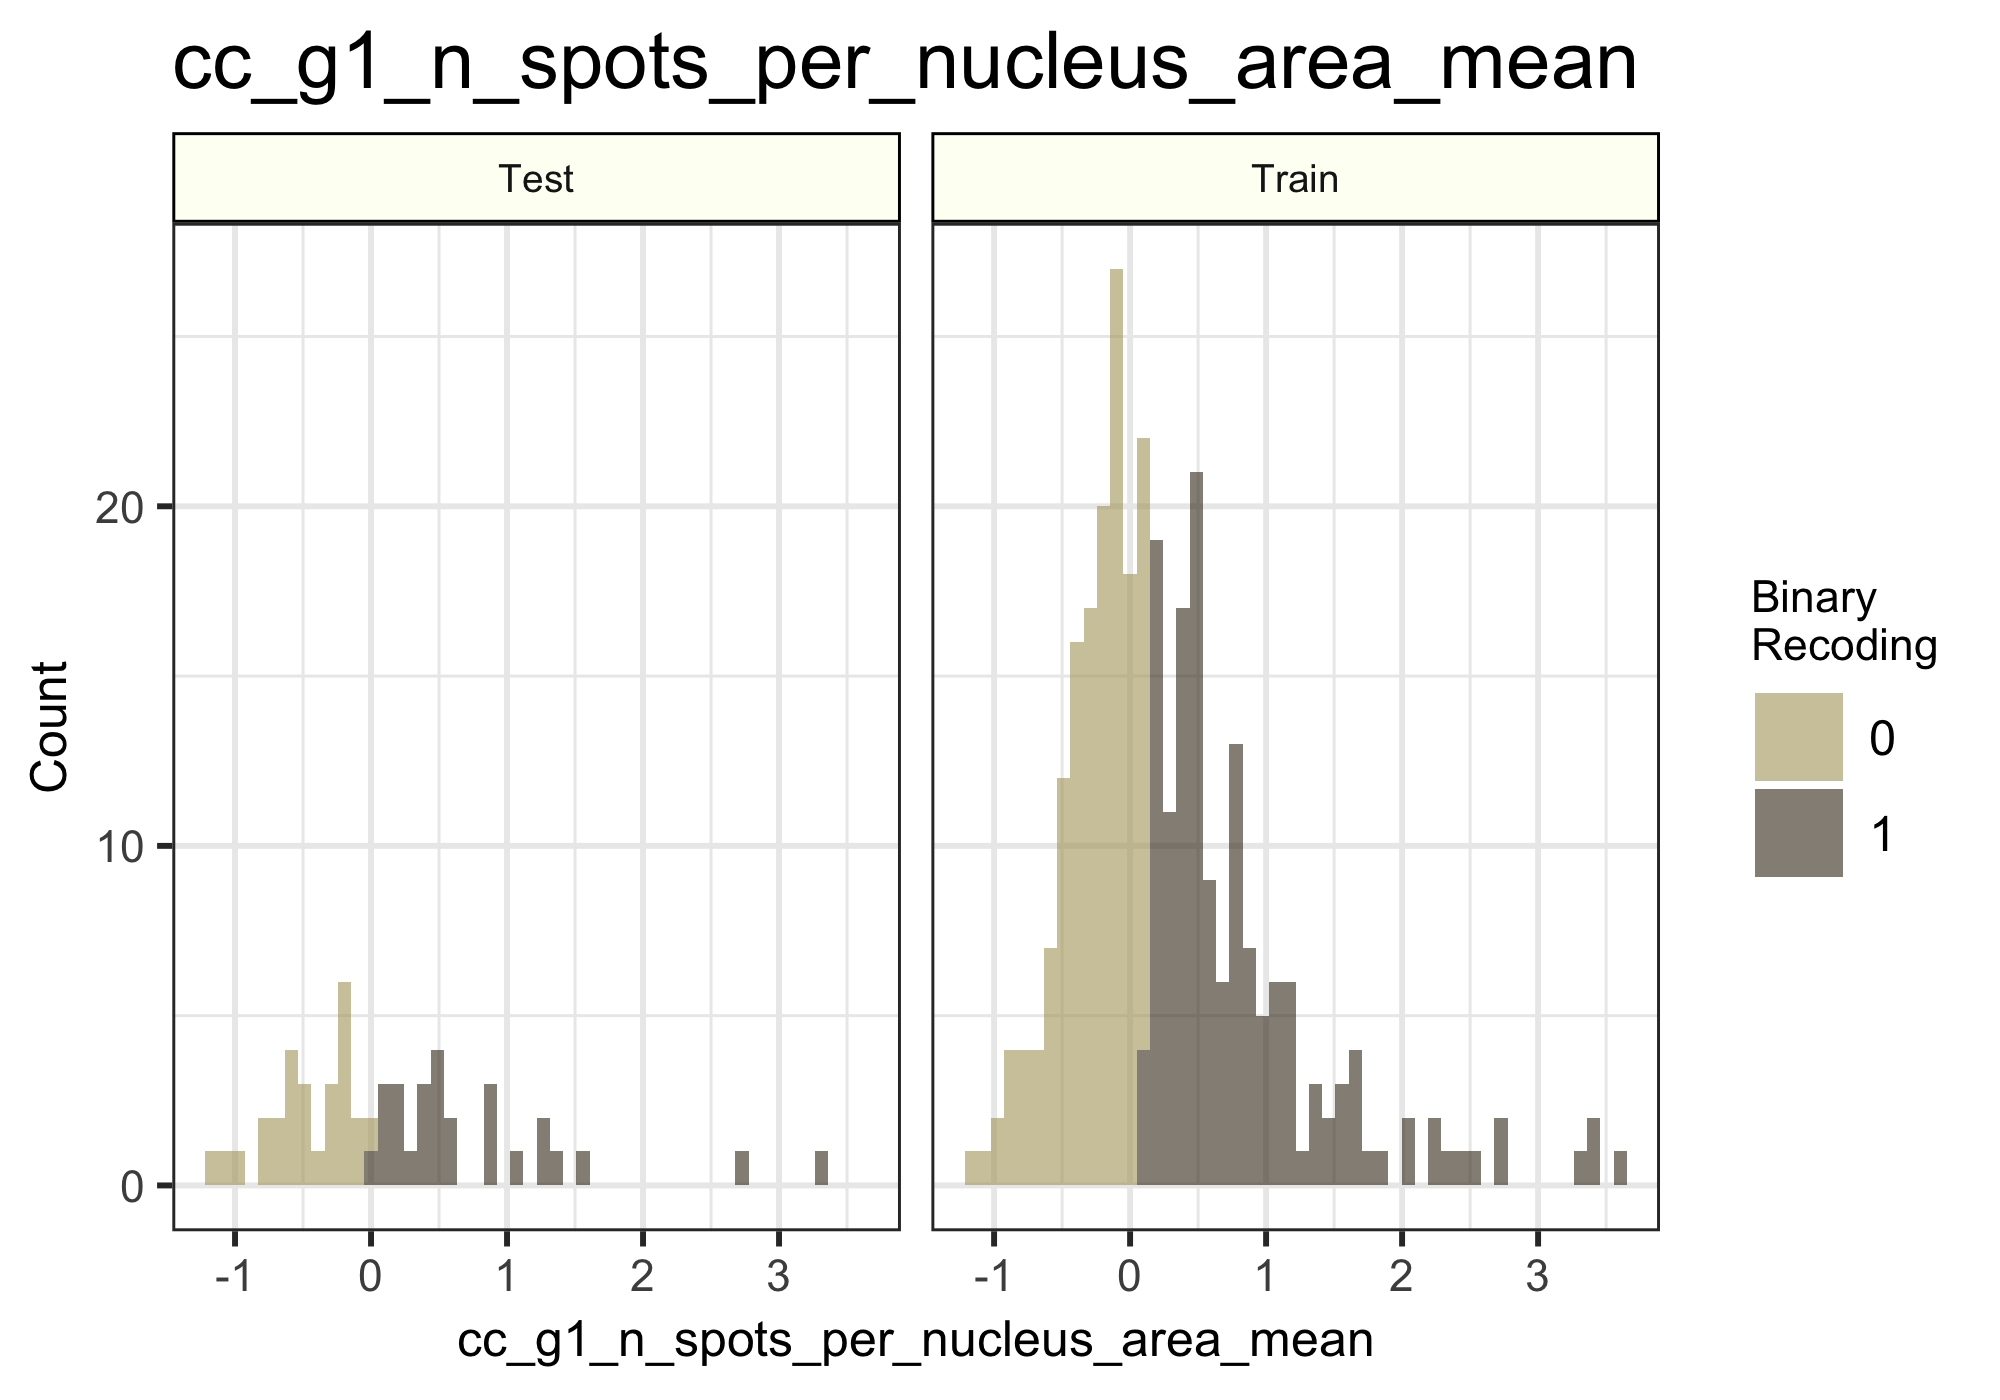 cc_g1_n_spots_per_nucleus_area_mean
Test
Train
Count
20
10
0
-1 0 1 2 3
-1 0 1 2 3
cc_g1_n_spots_per_nucleus_area_mean
Binary
Recoding
0
1